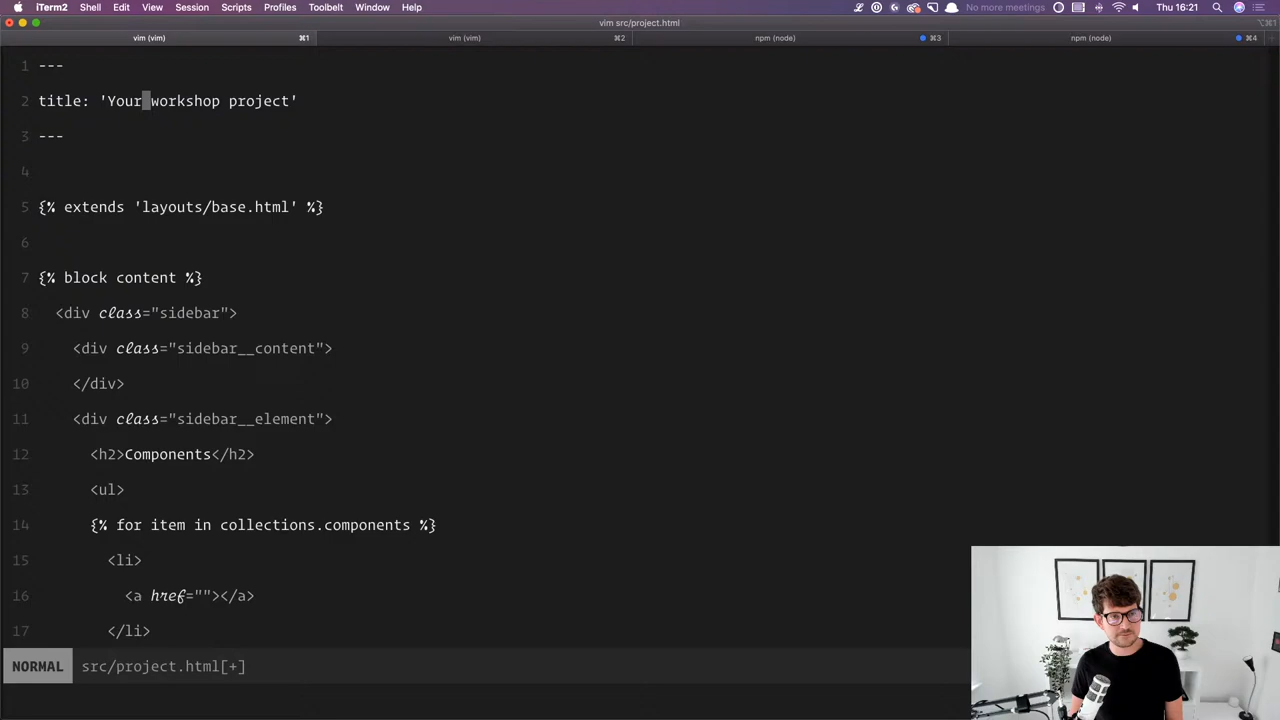 iTerm2 Shell Edit View Session Scripts Profiles Toolbelt Window Help No more meetings Thu 16:21
vim src/project.html ⌥⌘1
vim (vim) ⌘1 vim (vim) ⌘2 npm (node) ⌘3 npm (node) ⌘4
1 ---
2 title: 'Your workshop project'
3 ---
4
5 {% extends 'layouts/base.html' %}
6
7 {% block content %}
8 <div class="sidebar">
9 <div class="sidebar__content">
10 </div>
11 <div class="sidebar__element">
12 <h2>Components</h2>
13 <ul>
14 {% for item in collections.components %}
15 <li>
16 <a href=""></a>
17 </li>
NORMAL src/project.html[+]